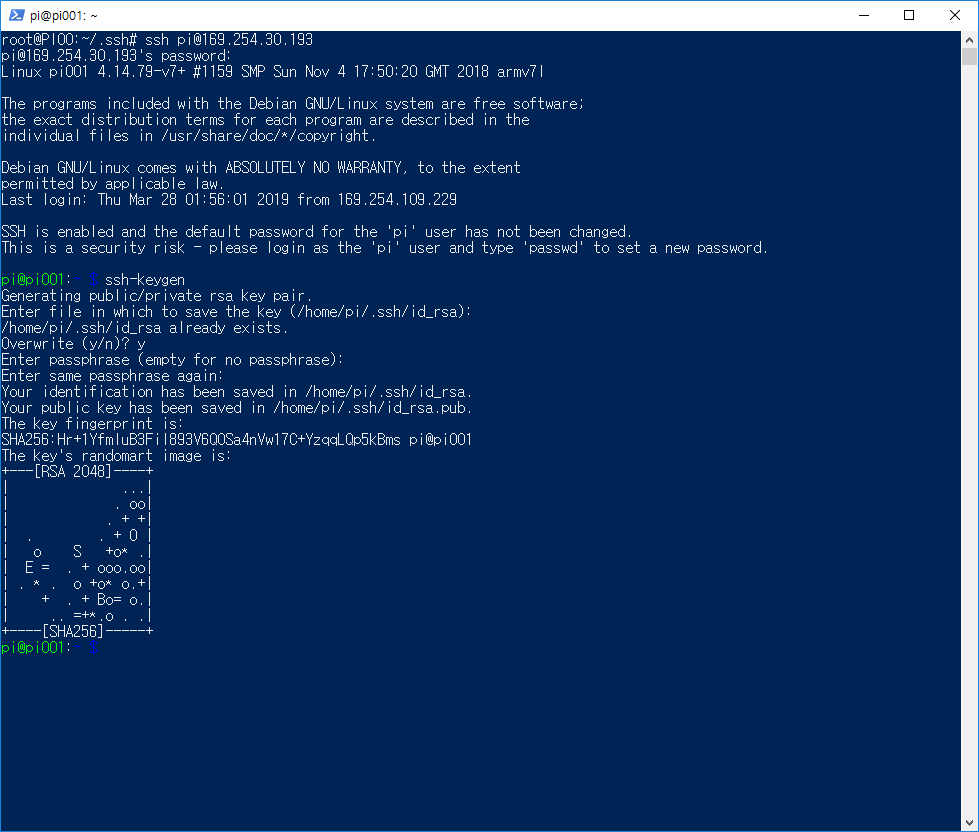 pi@pi001: ~
root@PI00:~/.ssh# ssh pi@169.254.30.193
pi@169.254.30.193's password:
Linux pi001 4.14.79-v7+ #1159 SMP Sun Nov 4 17:50:20 GMT 2018 armv7l
The programs included with the Debian GNU/Linux system are free software;
the exact distribution terms for each program are described in the
individual files in /usr/share/doc/*/copyright.
Debian GNU/Linux comes with ABSOLUTELY NO WARRANTY, to the extent
permitted by applicable law.
Last login: Thu Mar 28 01:56:01 2019 from 169.254.109.229
SSH is enabled and the default password for the 'pi' user has not been changed.
This is a security risk - please login as the 'pi' user and type 'passwd' to set a new password.
pi@pi001:~ $ ssh-keygen
Generating public/private rsa key pair.
Enter file in which to save the key (/home/pi/.ssh/id_rsa):
/home/pi/.ssh/id_rsa already exists.
Overwrite (y/n)? y
Enter passphrase (empty for no passphrase):
Enter same passphrase again:
Your identification has been saved in /home/pi/.ssh/id_rsa.
Your public key has been saved in /home/pi/.ssh/id_rsa.pub.
The key fingerprint is:
SHA256:Hr+1YfmIuB3Fil893V6QOSa4nVw17C+YzqqLQp5kBms pi@pi001
The key's randomart image is:
+---[RSA 2048]----+
|              ...|
|             . oo|
|            . + +|
|  .        . + O |
|   o    S   +o* .|
|  E =  . + ooo.oo|
| . * .  o +o* o.+|
|    +  . + Bo= o.|
|     .. =+*.o . .|
+----[SHA256]-----+
pi@pi001:~ $